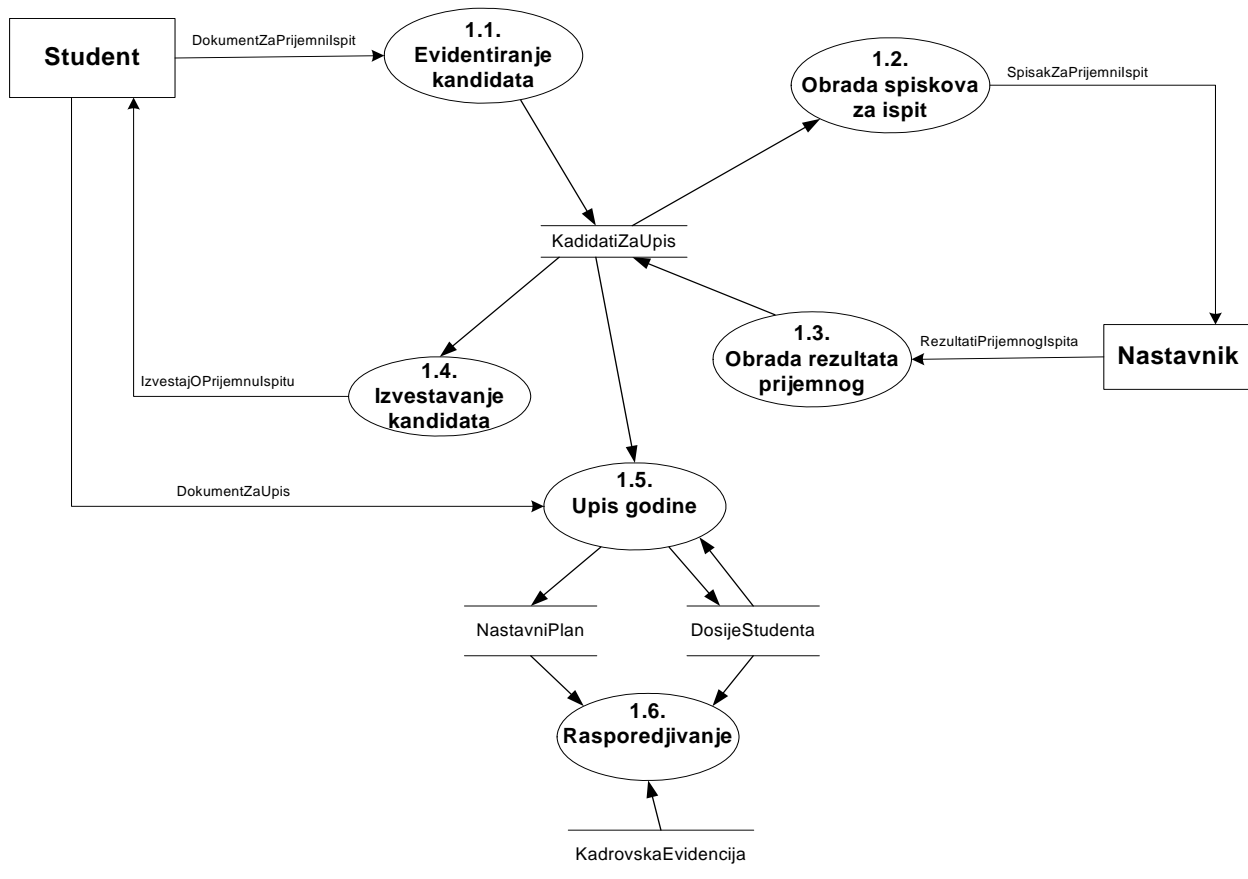 Student
DokumentZaPrijemniIspit
1.1.
Evidentiranje
kandidata
1.2.
Obrada spiskova
za ispit
SpisakZaPrijemniIspit
KadidatiZaUpis
1.3.
Obrada rezultata
prijemnog
RezultatiPrijemnogIspita
Nastavnik
1.4.
Izvestavanje
kandidata
IzvestajOPrijemnuIspitu
1.5.
Upis godine
DokumentZaUpis
NastavniPlan
DosijeStudenta
1.6.
Rasporedjivanje
KadrovskaEvidencija